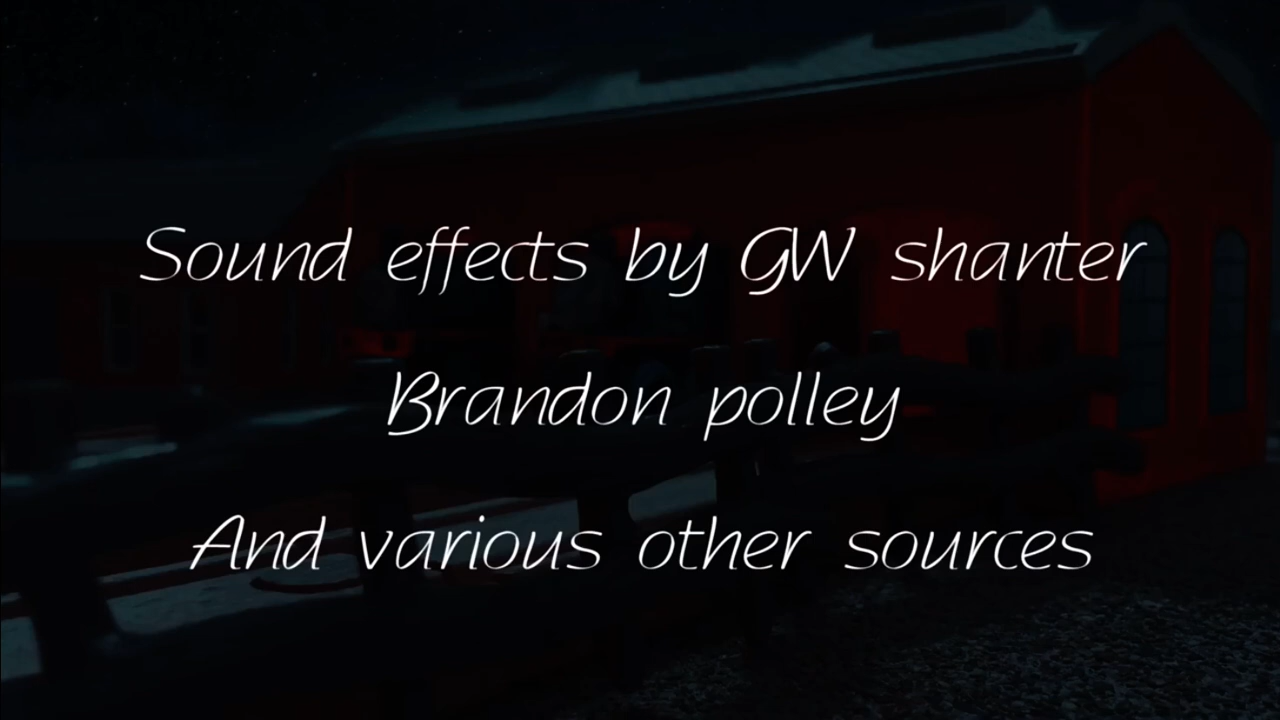 Sound effects by GW shanter
Brandon polley
And various other sources